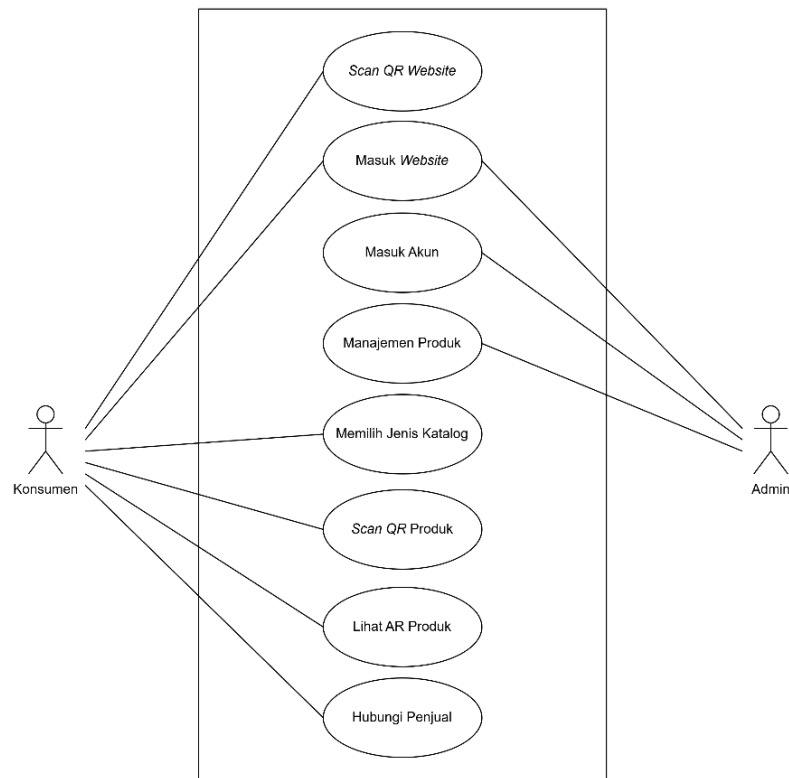 Scan QR Website
Masuk Website
Masuk Akun
Manajemen Produk
Memilih Jenis Katalog
Konsumen
Admin
Scan QR Produk
Lihat AR Produk
Hubungi Penjual